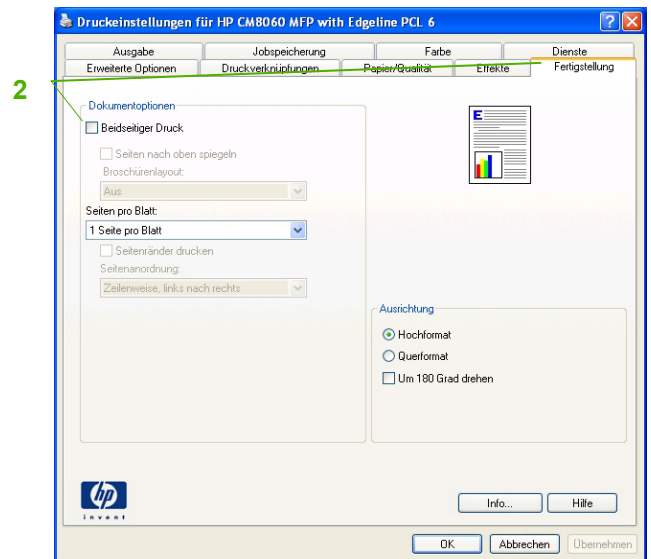 Druckeinstellungen für HP CM8060 MFP with Edgeline PCL 6
Ausgabe Jobspeicherung Farbe Dienste
Erweiterte Optionen Druckverknüpfungen Papier/Qualität Effekte Fertigstellung
2
Dokumentoptionen
Beidseitiger Druck
Seiten nach oben spiegeln
Broschürenlayout:
Aus
Seiten pro Blatt:
1 Seite pro Blatt
Seitenränder drucken
Seitenanordnung:
Zeilenweise, links nach rechts
E
Ausrichtung
Hochformat
Querformat
Um 180 Grad drehen
hp
invent
Info... Hilfe
OK Abbrechen Übernehmen